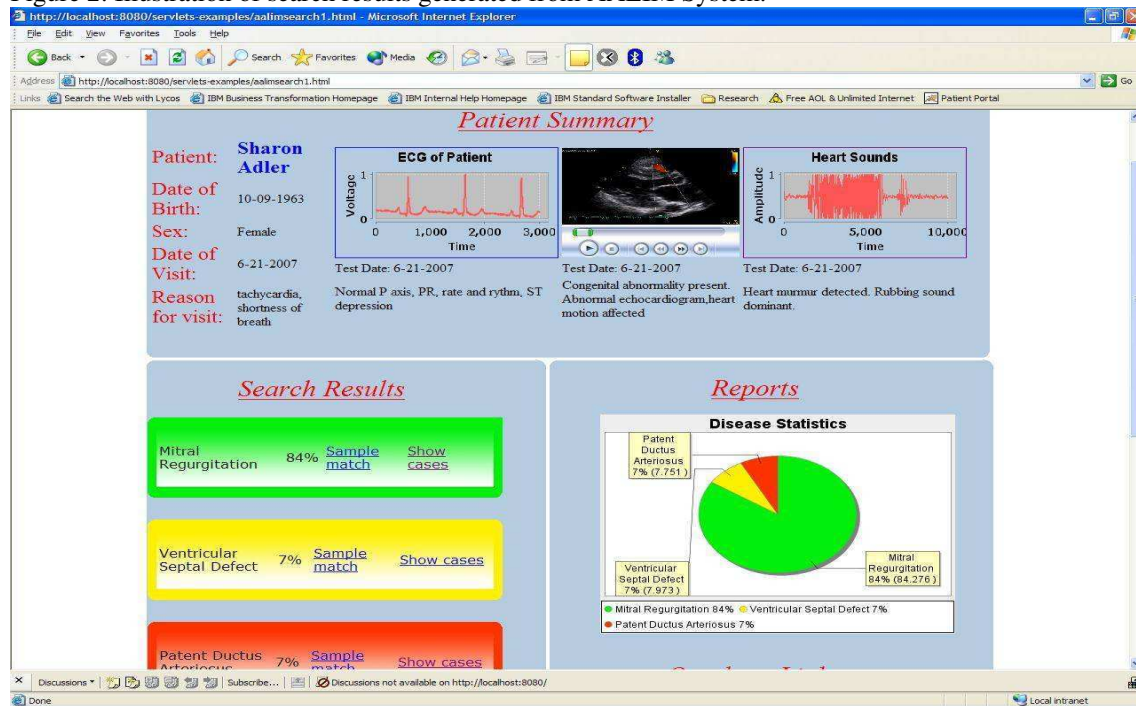 http://localhost:8080/servlets-examples/aalimsearch1.html - Microsoft Internet Explorer
File Edit View Favorites Tools Help
Back Search Favorites Media
Address http://localhost:8080/servlets-examples/aalimsearch1.html Go
Links Search the Web with Lycos IBM Business Transformation Homepage IBM Internal Help Homepage IBM Standard Software Installer Research Free AOL & Unlimited Internet Patient Portal
Patient Summary
Patient: Sharon Adler
Date of Birth: 10-09-1963
Sex: Female
Date of Visit: 6-21-2007
Reason for visit: tachycardia, shortness of breath
ECG of Patient
Voltage
1
0
0 1,000 2,000 3,000
Time
Test Date: 6-21-2007
Normal P axis, PR, rate and rythm, ST
depression
Test Date: 6-21-2007
Congenital abnormality present.
Abnormal echocardiogram,heart
motion affected
Heart Sounds
Amplitude
1
0
0 5,000 10,000
Time
Test Date: 6-21-2007
Heart murmur detected. Rubbing sound
dominant.
Search Results
Mitral Regurgitation 84% Sample match Show cases
Ventricular Septal Defect 7% Sample match Show cases
Patent Ductus Arteriosus 7% Sample match Show cases
Reports
Disease Statistics
Patent
Ductus
Arteriosus
7% (7.751 )
Ventricular
Septal Defect
7% (7.973 )
Mitral
Regurgitation
84% (84.276 )
Mitral Regurgitation 84% Ventricular Septal Defect 7%
Patent Ductus Arteriosus 7%
Discussions Subscribe... Discussions not available on http://localhost:8080/
Done Local intranet